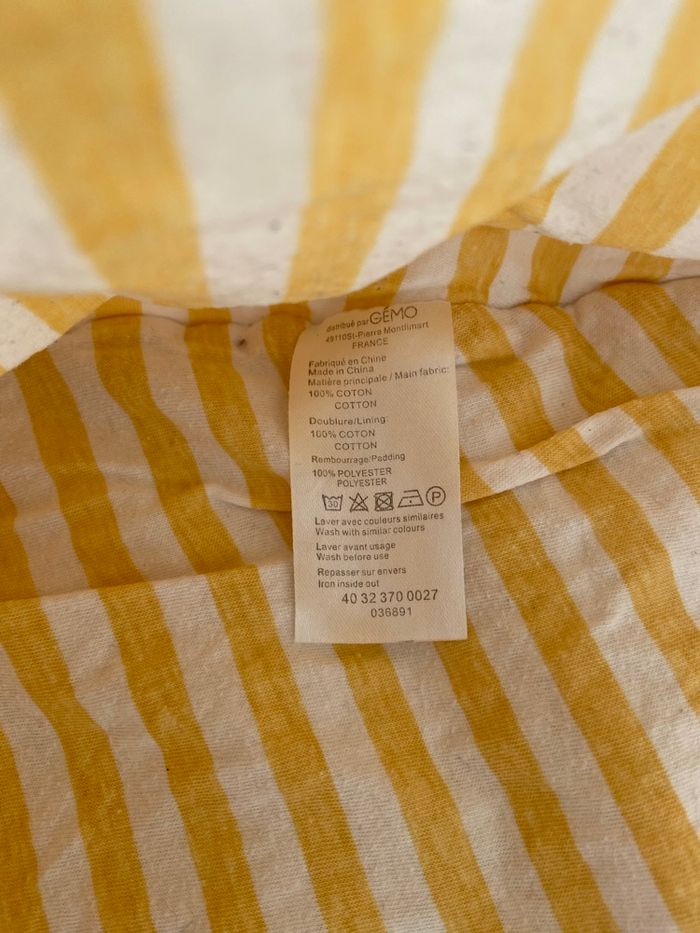 distribué par GÉMO
49110St-Pierre Montlimart
FRANCE
Fabriqué en Chine
Made in China
Matière principale / Main fabric:
100% COTON
COTTON
Doublure/Lining:
100% COTON
COTTON
Rembourrage/Padding
100% POLYESTER
POLYESTER
30 P
Laver avec couleurs similaires
Wash with similar colours
Laver avant usage
Wash before use
Repasser sur envers
Iron inside out
40 32 370 0027
036891